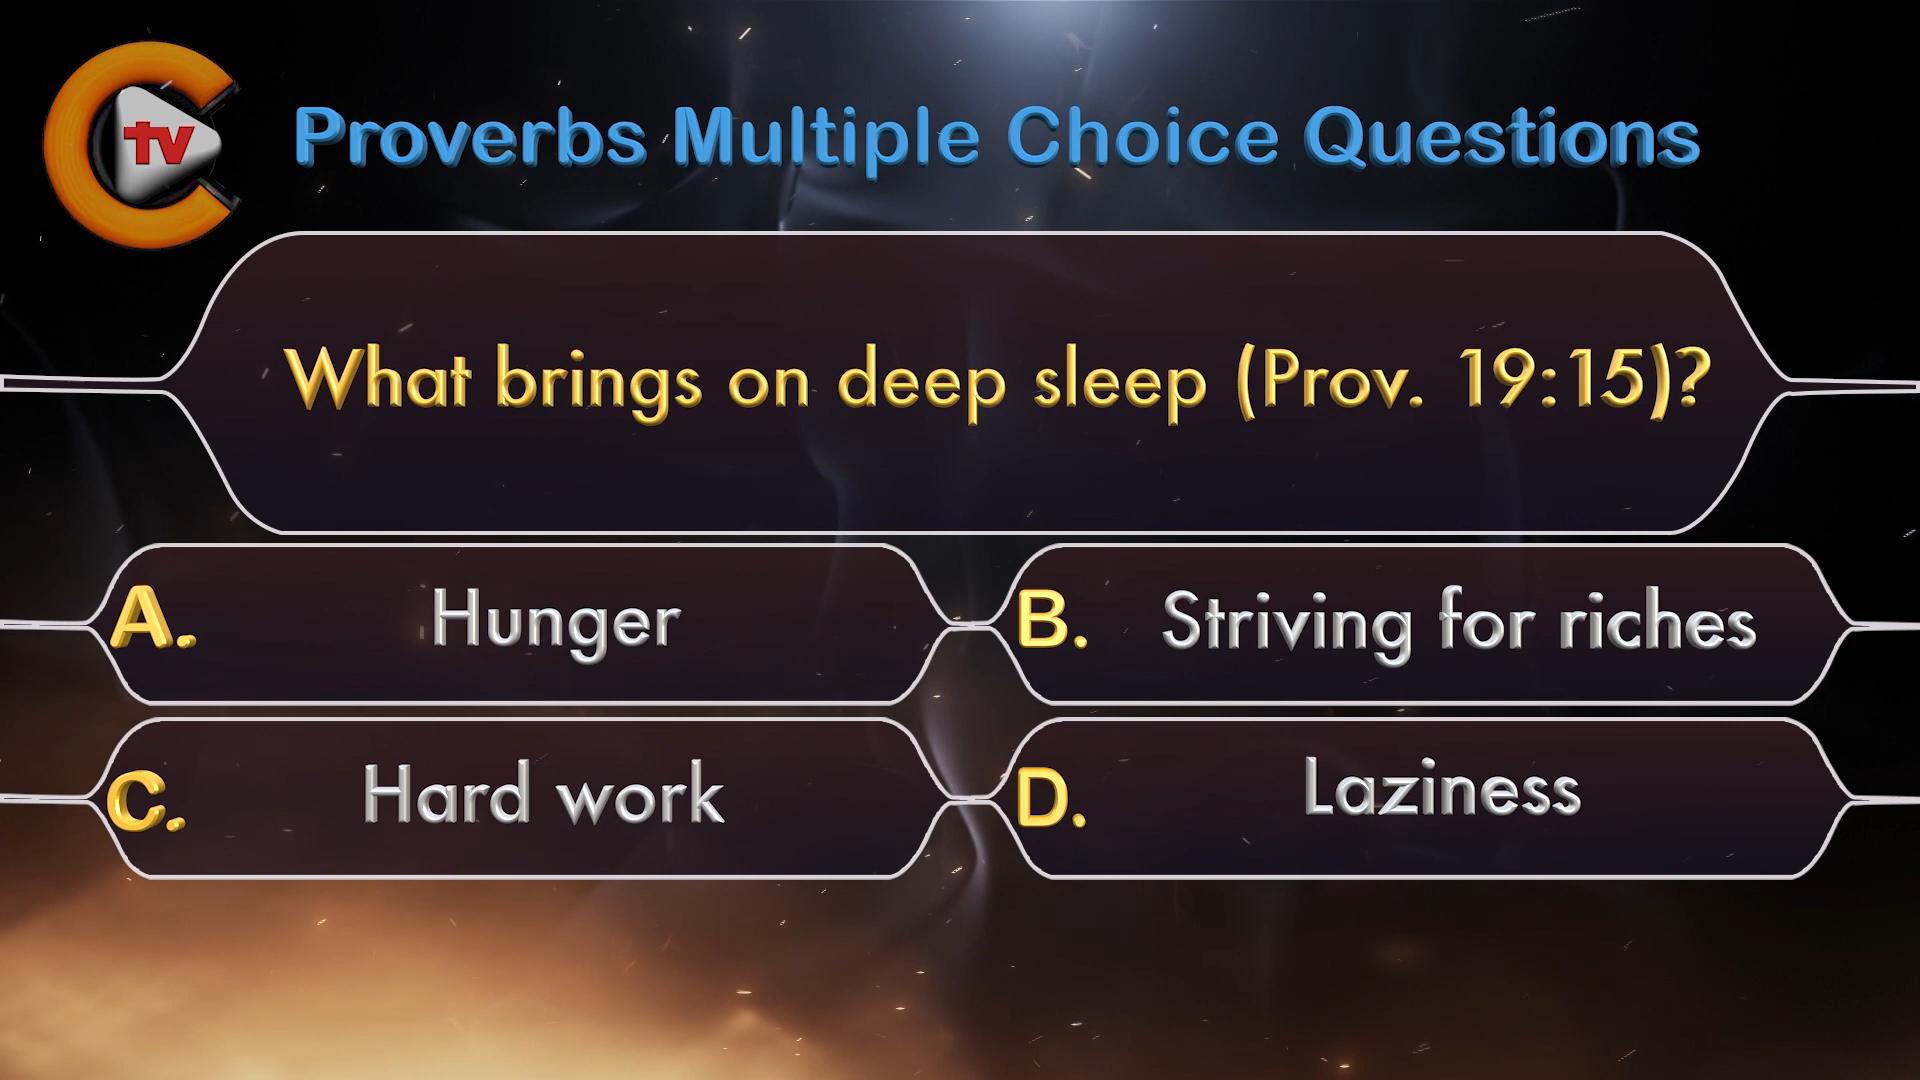 tv
Proverbs Multiple Choice Questions
What brings on deep sleep (Prov. 19:15)?
A. Hunger
B. Striving for riches
C. Hard work
D. Laziness